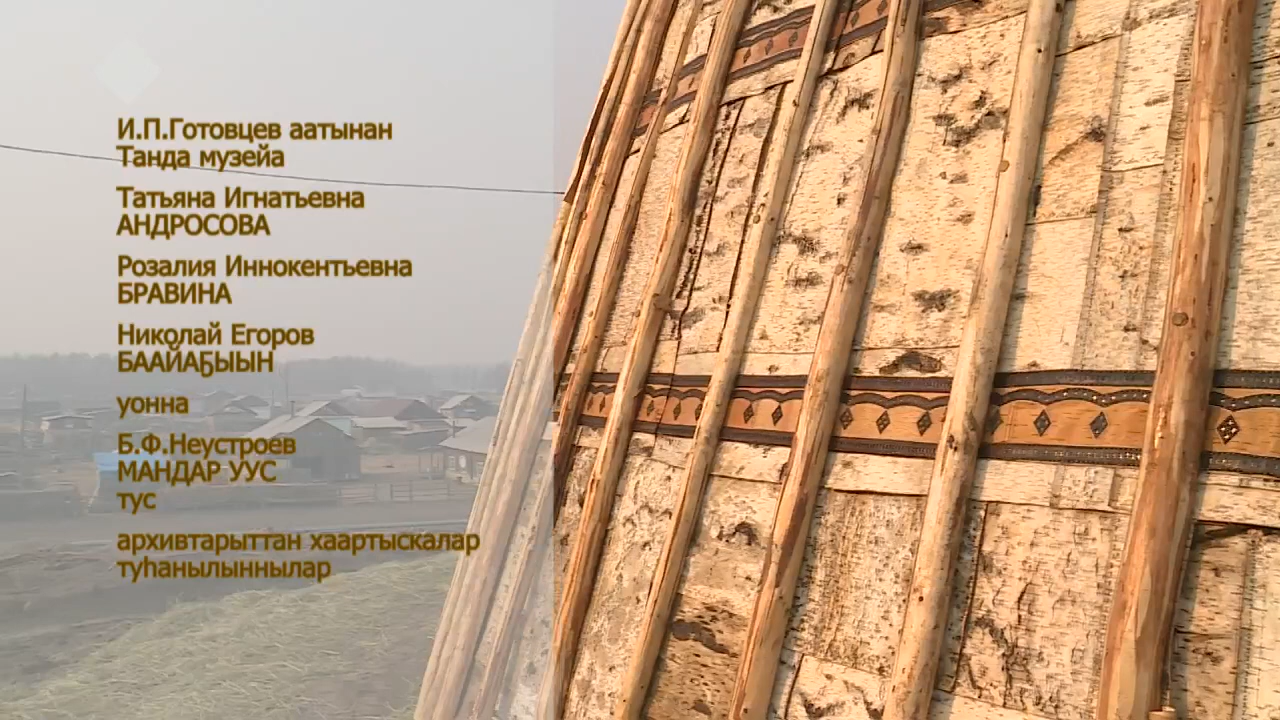 И.П.Готовцев аатынан
Танда музейа
Татьяна Игнатьевна
АНДРОСОВА
Розалия Иннокентьевна
БРАВИНА
Николай Егоров
БААЙАҔЫЫН
уонна
Б.Ф.Неустроев
МАНДАР УУС
тус
архивтарыттан хаартыскалар
туһанылыннылар